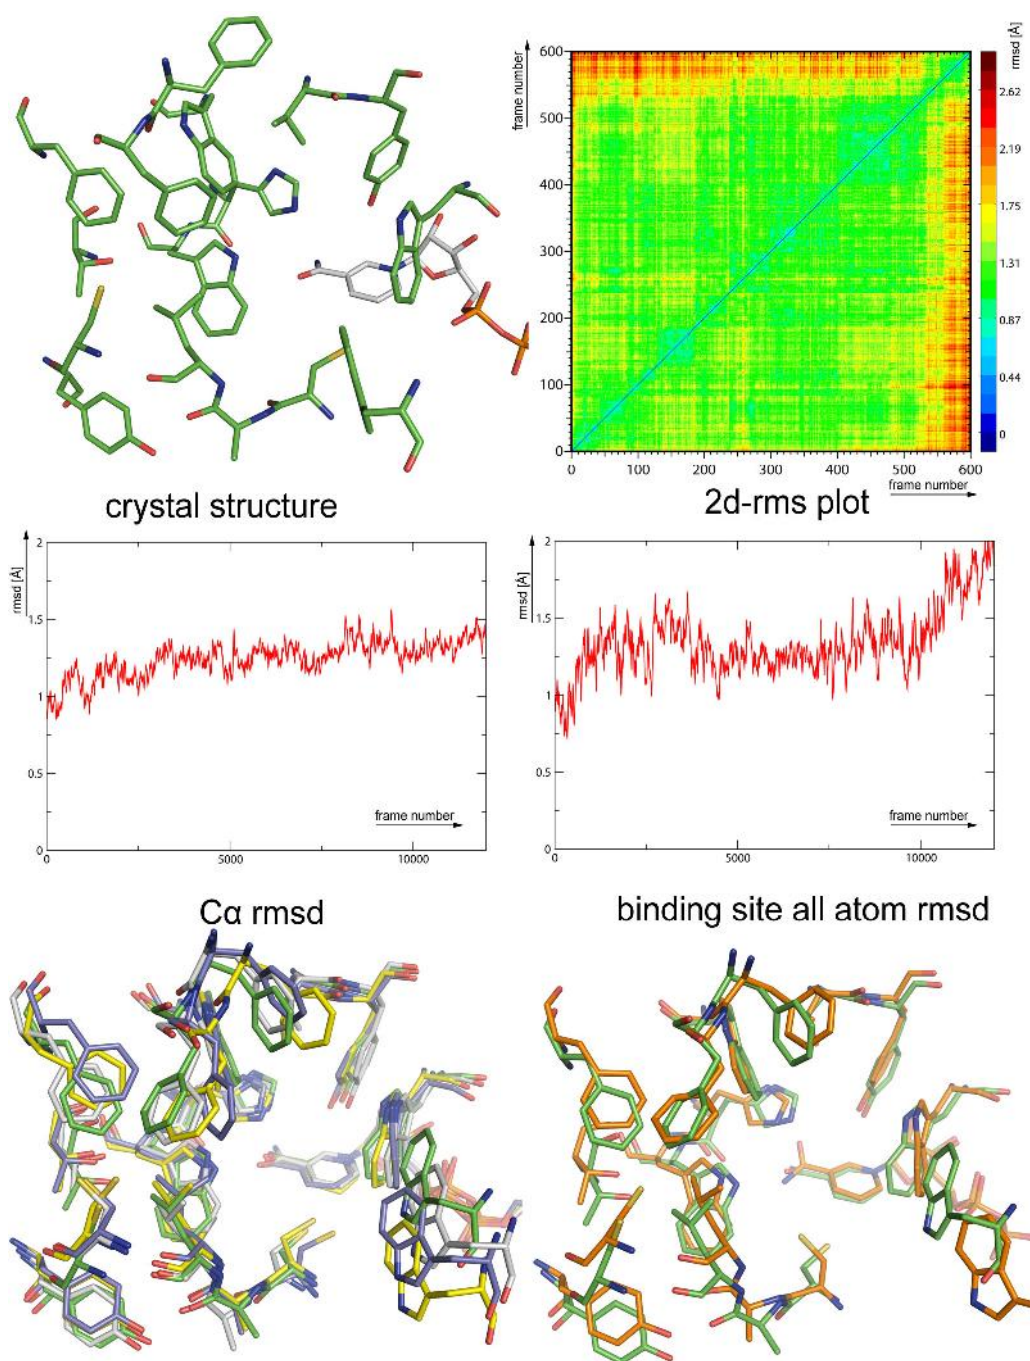 rmsd [Å]
frame number
600
500
400
300
200
100
0
0 100 200 300 400 500 600
frame number
2.62
2.19
1.75
1.31
0.87
0.44
0
crystal structure
2d-rms plot
rmsd [Å]
2
1.5
1
0.5
0
0 5000 10000
frame number
rmsd [Å]
2
1.5
1
0.5
0
0 5000 10000
frame number
Cα rmsd
binding site all atom rmsd